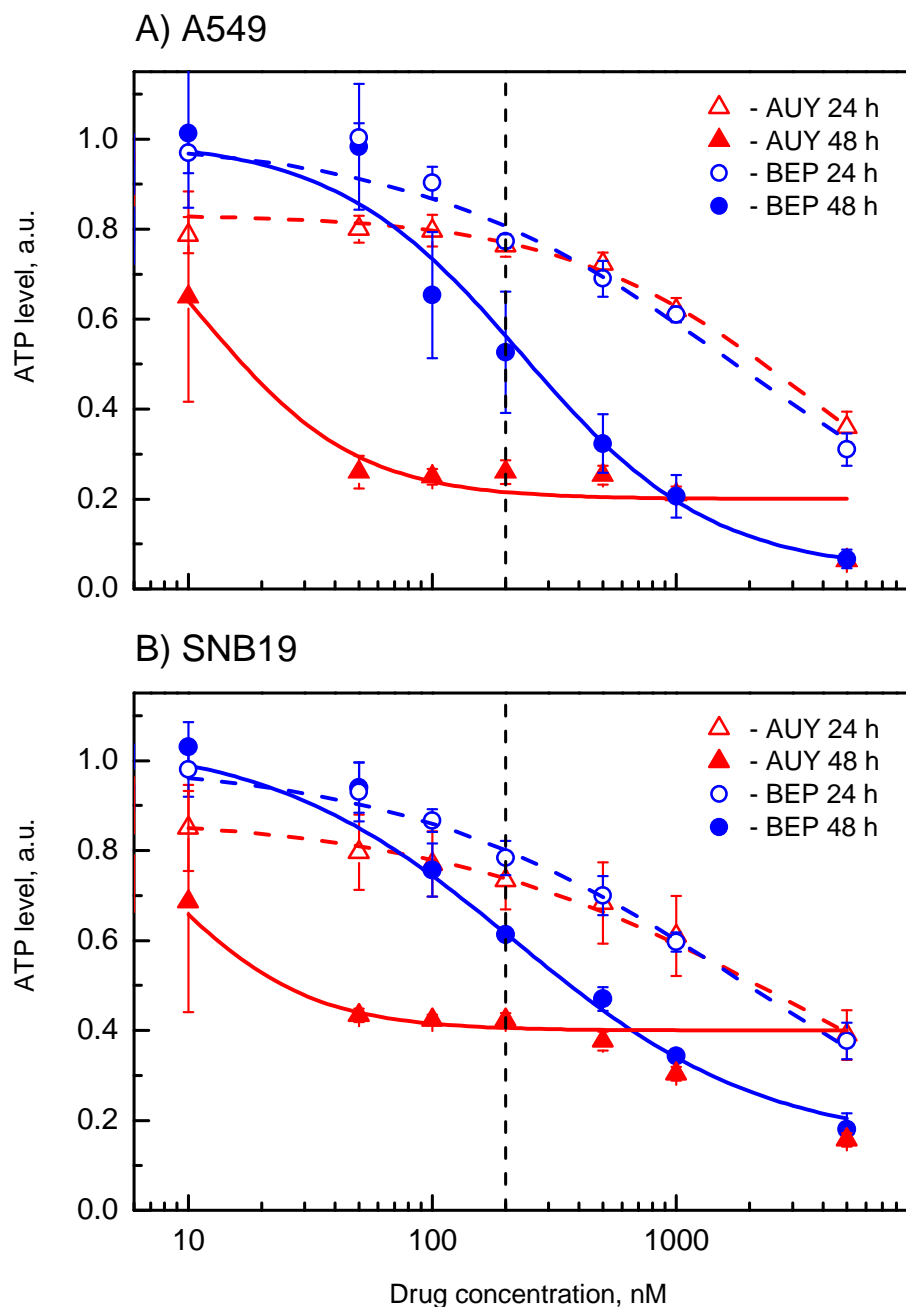 A) A549
ATP level, a.u.
1.0
0.8
0.6
0.4
0.2
0.0
- AUY 24 h
- AUY 48 h
- BEP 24 h
- BEP 48 h
B) SNB19
ATP level, a.u.
1.0
0.8
0.6
0.4
0.2
0.0
- AUY 24 h
- AUY 48 h
- BEP 24 h
- BEP 48 h
10 100 1000
Drug concentration, nM